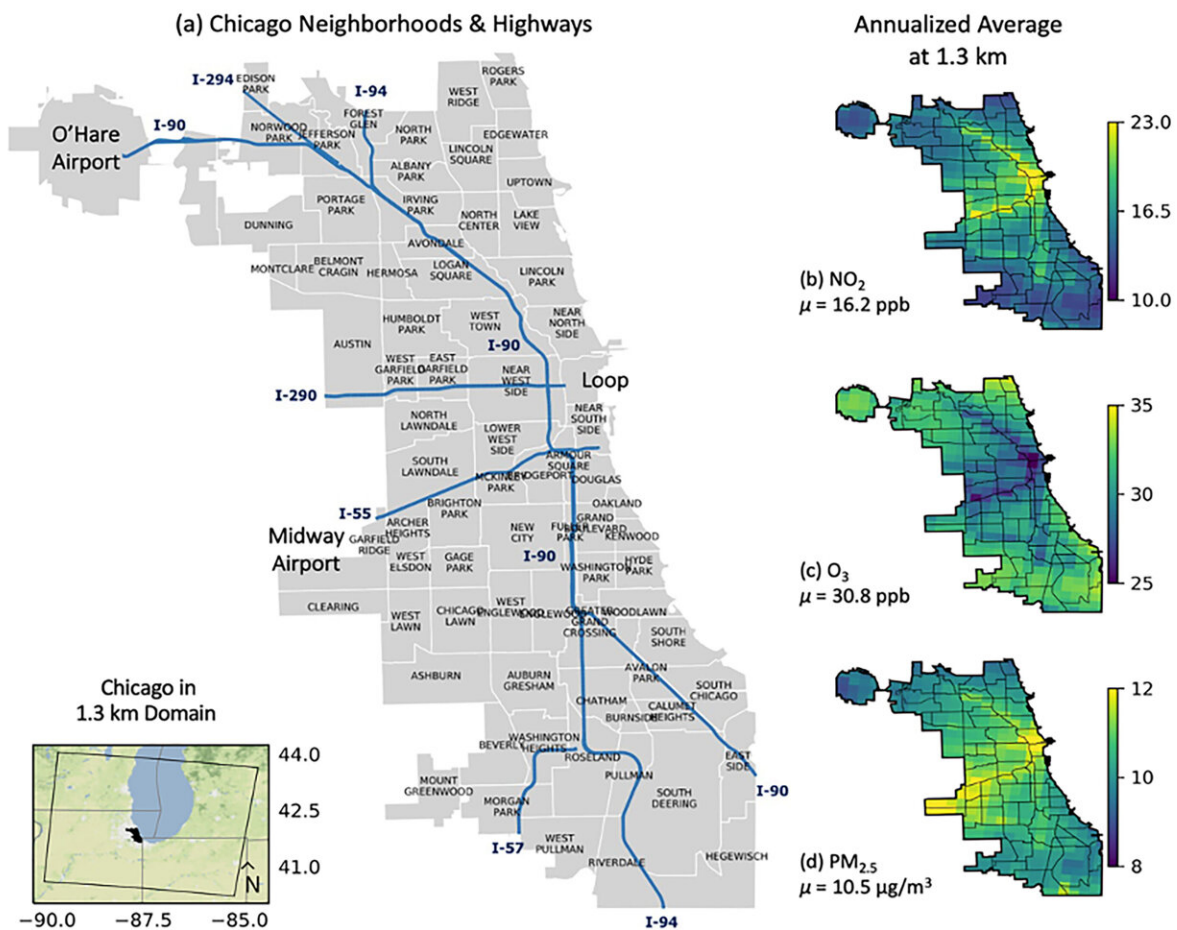 (a) Chicago Neighborhoods & Highways
Annualized Average
at 1.3 km
I-294
EDISON
PARK
I-94
FOREST
GLEN
ROGERS
PARK
WEST
RIDGE
O'Hare
Airport
I-90
NORWOOD
PARK
JEFFERSON
PARK
NORTH
PARK
LINCOLN
SQUARE
EDGEWATER
ALBANY
PARK
UPTOWN
PORTAGE
PARK
IRVING
PARK
NORTH
CENTER
LAKE
VIEW
DUNNING
AVONDALE
MONTCLARE
BELMONT
CRAGIN
HERMOSA
LOGAN
SQUARE
LINCOLN
PARK
HUMBOLDT
PARK
WEST
TOWN
NEAR
NORTH
SIDE
AUSTIN
I-90
WEST
GARFIELD
PARK
EAST
GARFIELD
PARK
NEAR
WEST
SIDE
Loop
I-290
NORTH
LAWNDALE
LOWER
WEST
SIDE
NEAR
SOUTH
SIDE
SOUTH
LAWNDALE
ARMOUR
SQUARE
MCKINLEY
PARK
BRIDGEPORT
DOUGLAS
I-55
BRIGHTON
PARK
OAKLAND
ARCHER
HEIGHTS
NEW
CITY
FULLER
PARK
GRAND
BOULEVARD
KENWOOD
Midway
Airport
GARFIELD
RIDGE
WEST
ELSDON
GAGE
PARK
I-90
WASHINGTON
PARK
HYDE
PARK
CLEARING
WEST
LAWN
CHICAGO
LAWN
WEST
ENGLEWOOD
ENGLEWOOD
GREATER
GRAND
CROSSING
WOODLAWN
SOUTH
SHORE
ASHBURN
AUBURN
GRESHAM
AVALON
PARK
SOUTH
CHICAGO
CHATHAM
BURNSIDE
CALUMET
HEIGHTS
BEVERLY
WASHINGTON
HEIGHTS
ROSELAND
EAST
SIDE
PULLMAN
MOUNT
GREENWOOD
MORGAN
PARK
SOUTH
DEERING
I-90
I-57
WEST
PULLMAN
RIVERDALE
HEGEWISCH
I-94
Chicago in
1.3 km Domain
44.0
42.5
41.0
N
−90.0
−87.5
−85.0
23.0
16.5
10.0
(b) NO₂
μ = 16.2 ppb
35
30
25
(c) O₃
μ = 30.8 ppb
12
10
8
(d) PM₂.₅
μ = 10.5 μg/m³